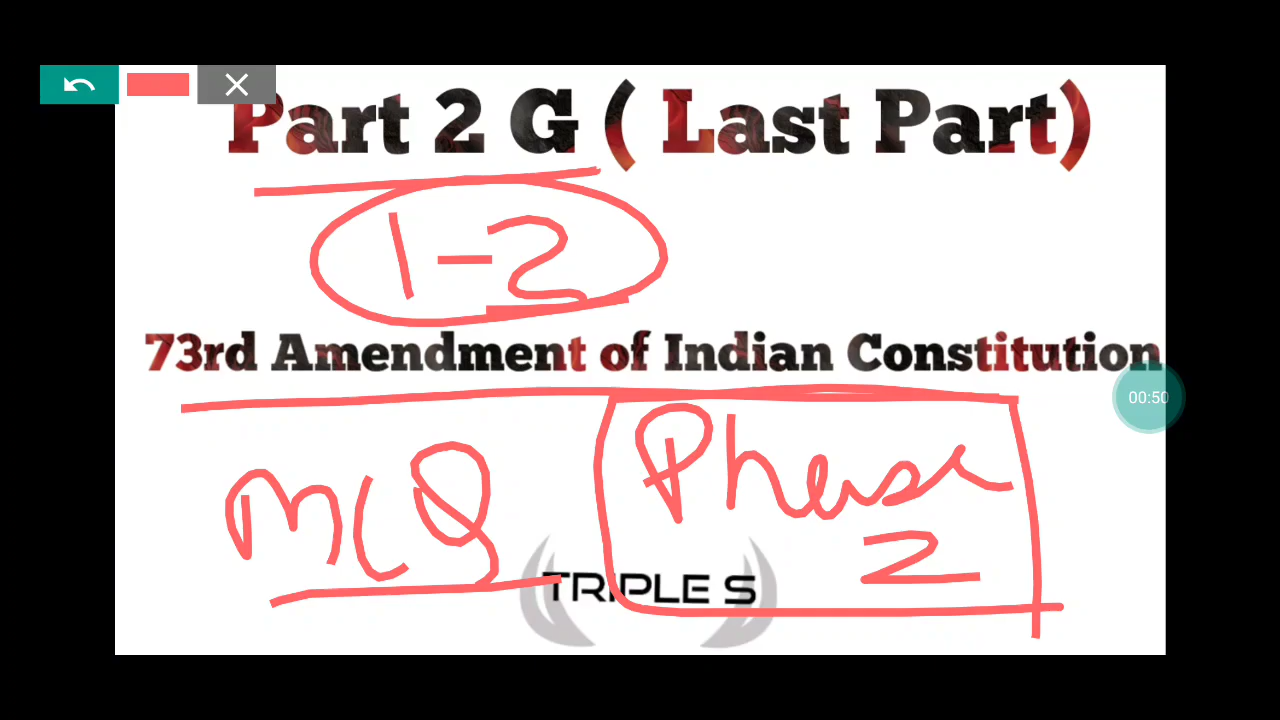 Part 2 G ( Last Part)
1-2
73rd Amendment of Indian Constitution
00:50
MCQ Phase
2
TRIPLE S